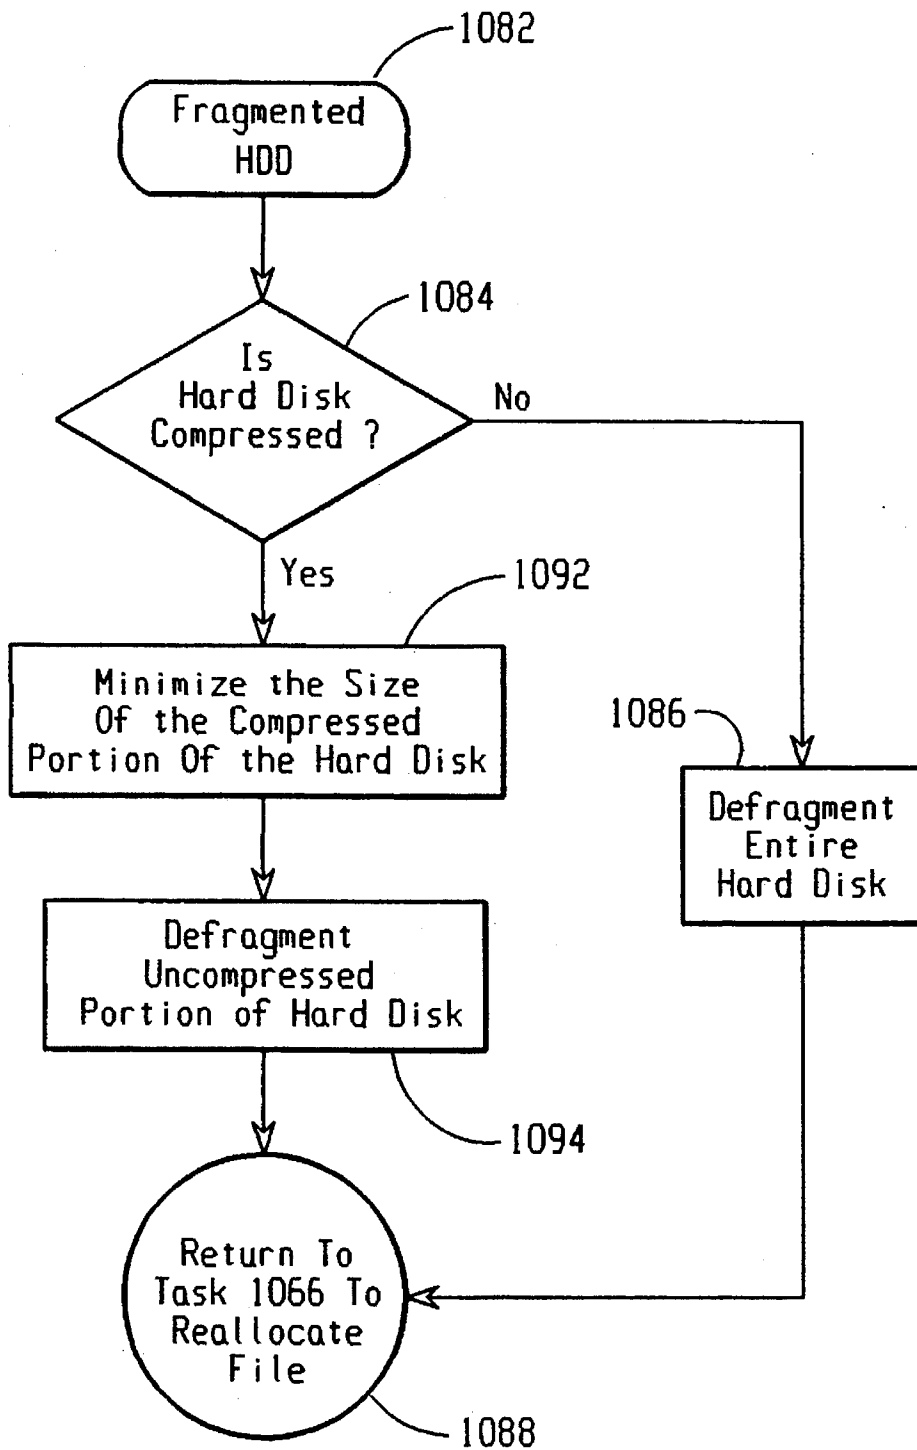 1082
Fragmented
HDD
1084
Is
Hard Disk
Compressed ?
No
Yes
1092
Minimize the Size
Of the Compressed
Portion Of the Hard Disk
1086
Defragment
Entire
Hard Disk
Defragment
Uncompressed
Portion of Hard Disk
1094
Return To
Task 1066 To
Reallocate
File
1088